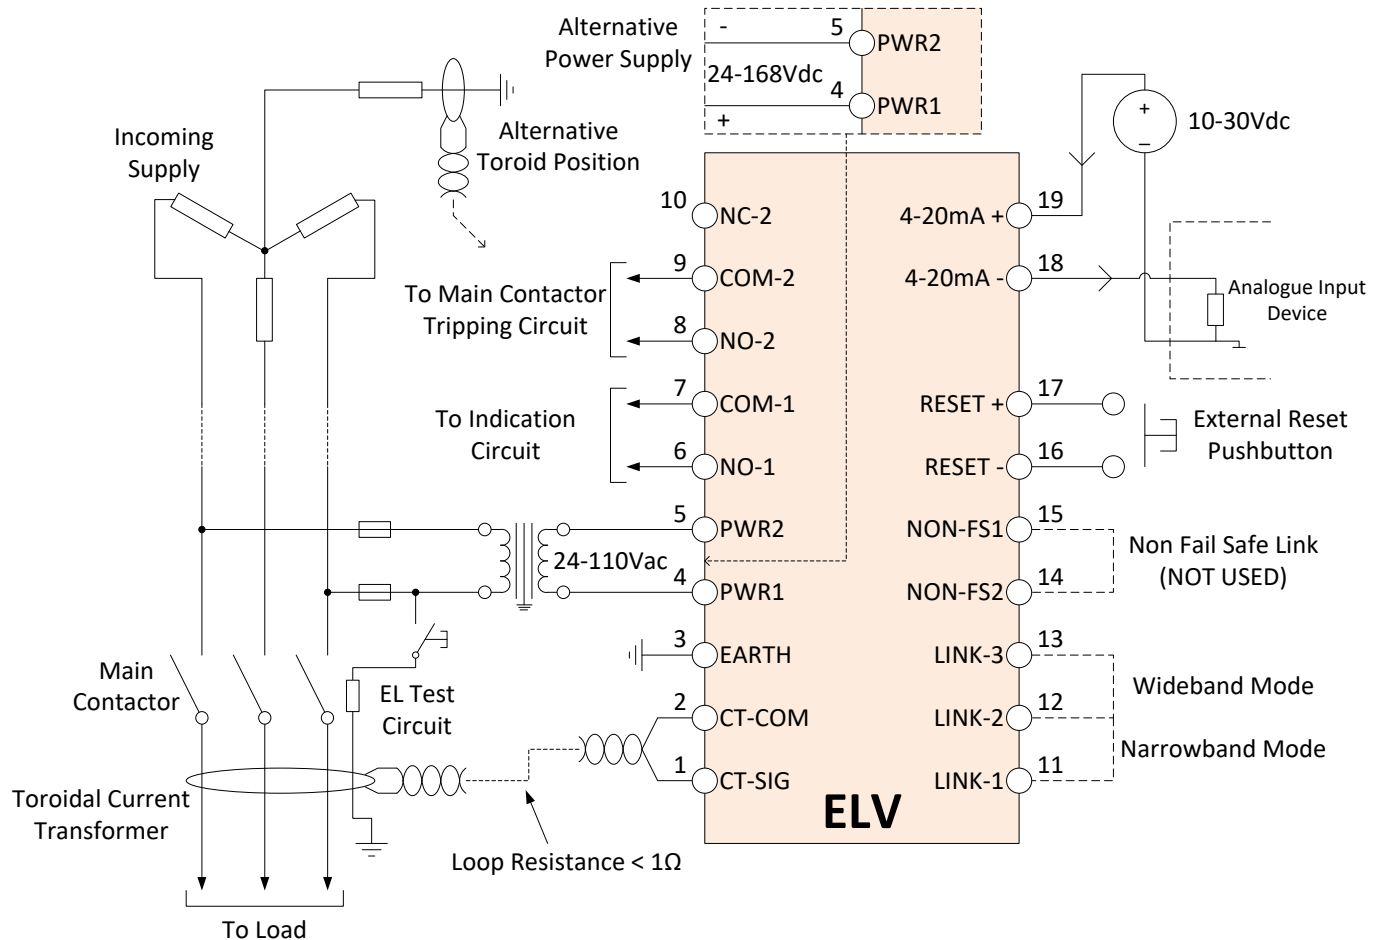 Alternative
Power Supply
-
5
PWR2
24-168Vdc
4
PWR1
+
Incoming
Supply
Alternative
Toroid Position
+
–
10-30Vdc
10
NC-2
4-20mA +
19
9
COM-2
4-20mA -
18
To Main Contactor
Tripping Circuit
8
NO-2
Analogue Input
Device
7
COM-1
RESET +
17
To Indication
Circuit
External Reset
Pushbutton
6
NO-1
RESET -
16
5
PWR2
NON-FS1
15
24-110Vac
Non Fail Safe Link
(NOT USED)
4
PWR1
NON-FS2
14
3
EARTH
LINK-3
13
Main
Contactor
EL Test
Circuit
Wideband Mode
2
CT-COM
LINK-2
12
Narrowband Mode
1
CT-SIG
LINK-1
11
Toroidal Current
Transformer
ELV
Loop Resistance < 1Ω
To Load